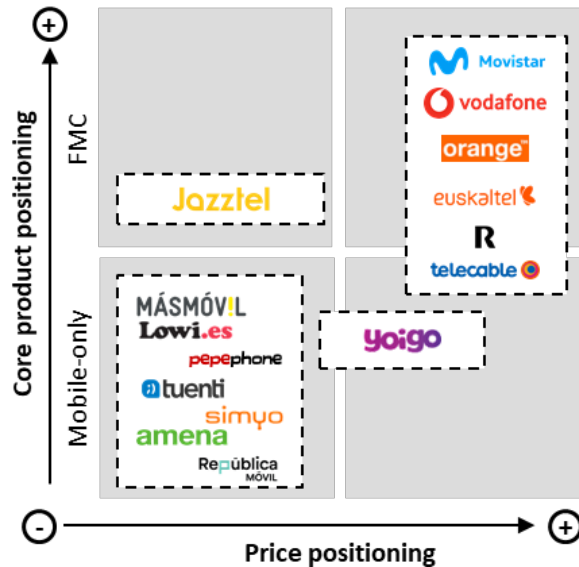 +
Core product positioning
FMC
Mobile-only
Movistar
vodafone
orange™
euskaltel
R
telecable
Jazztel
MÁSMÓV!L
Lowi.es
pepephone
tuenti
simyo
amena
República
MÓVIL
yoigo
-
+
Price positioning